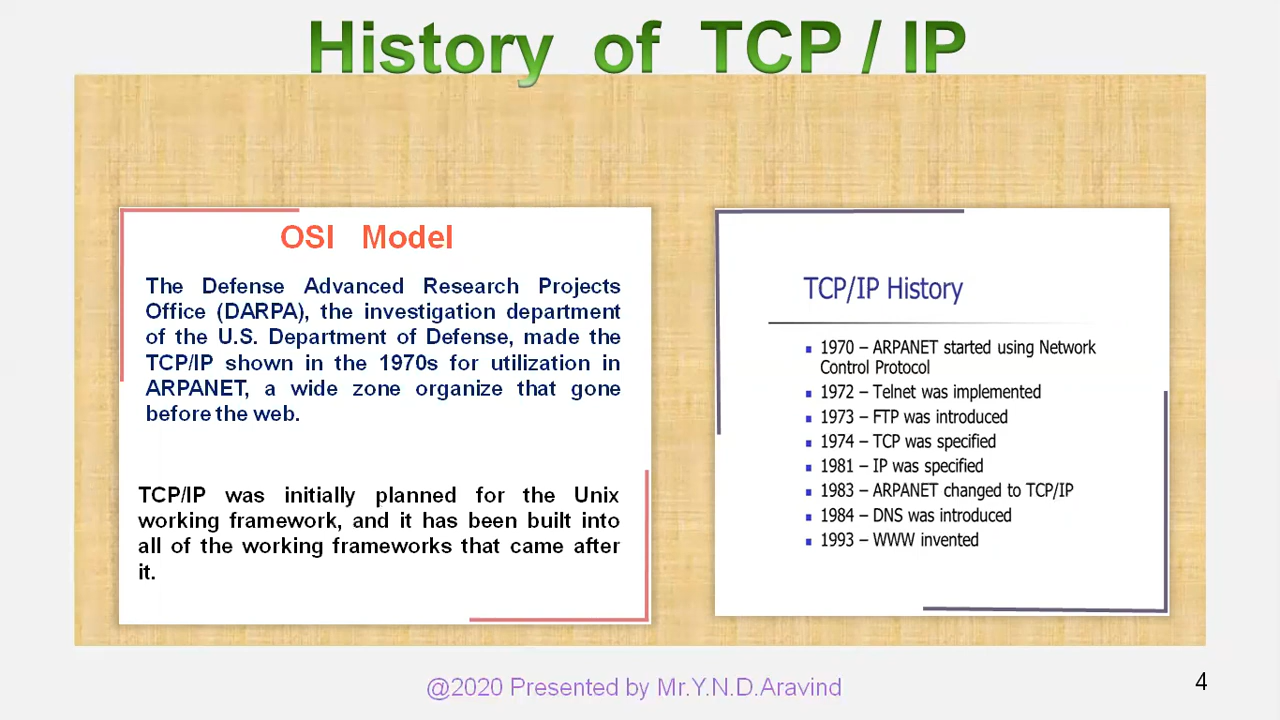 History of TCP / IP
OSI Model
The Defense Advanced Research Projects
Office (DARPA), the investigation department
of the U.S. Department of Defense, made the
TCP/IP shown in the 1970s for utilization in
ARPANET, a wide zone organize that gone
before the web.
TCP/IP was initially planned for the Unix
working framework, and it has been built into
all of the working frameworks that came after
it.
TCP/IP History
1970 – ARPANET started using Network
Control Protocol
1972 – Telnet was implemented
1973 – FTP was introduced
1974 – TCP was specified
1981 – IP was specified
1983 – ARPANET changed to TCP/IP
1984 – DNS was introduced
1993 – WWW invented
@2020 Presented by Mr.Y.N.D.Aravind
4